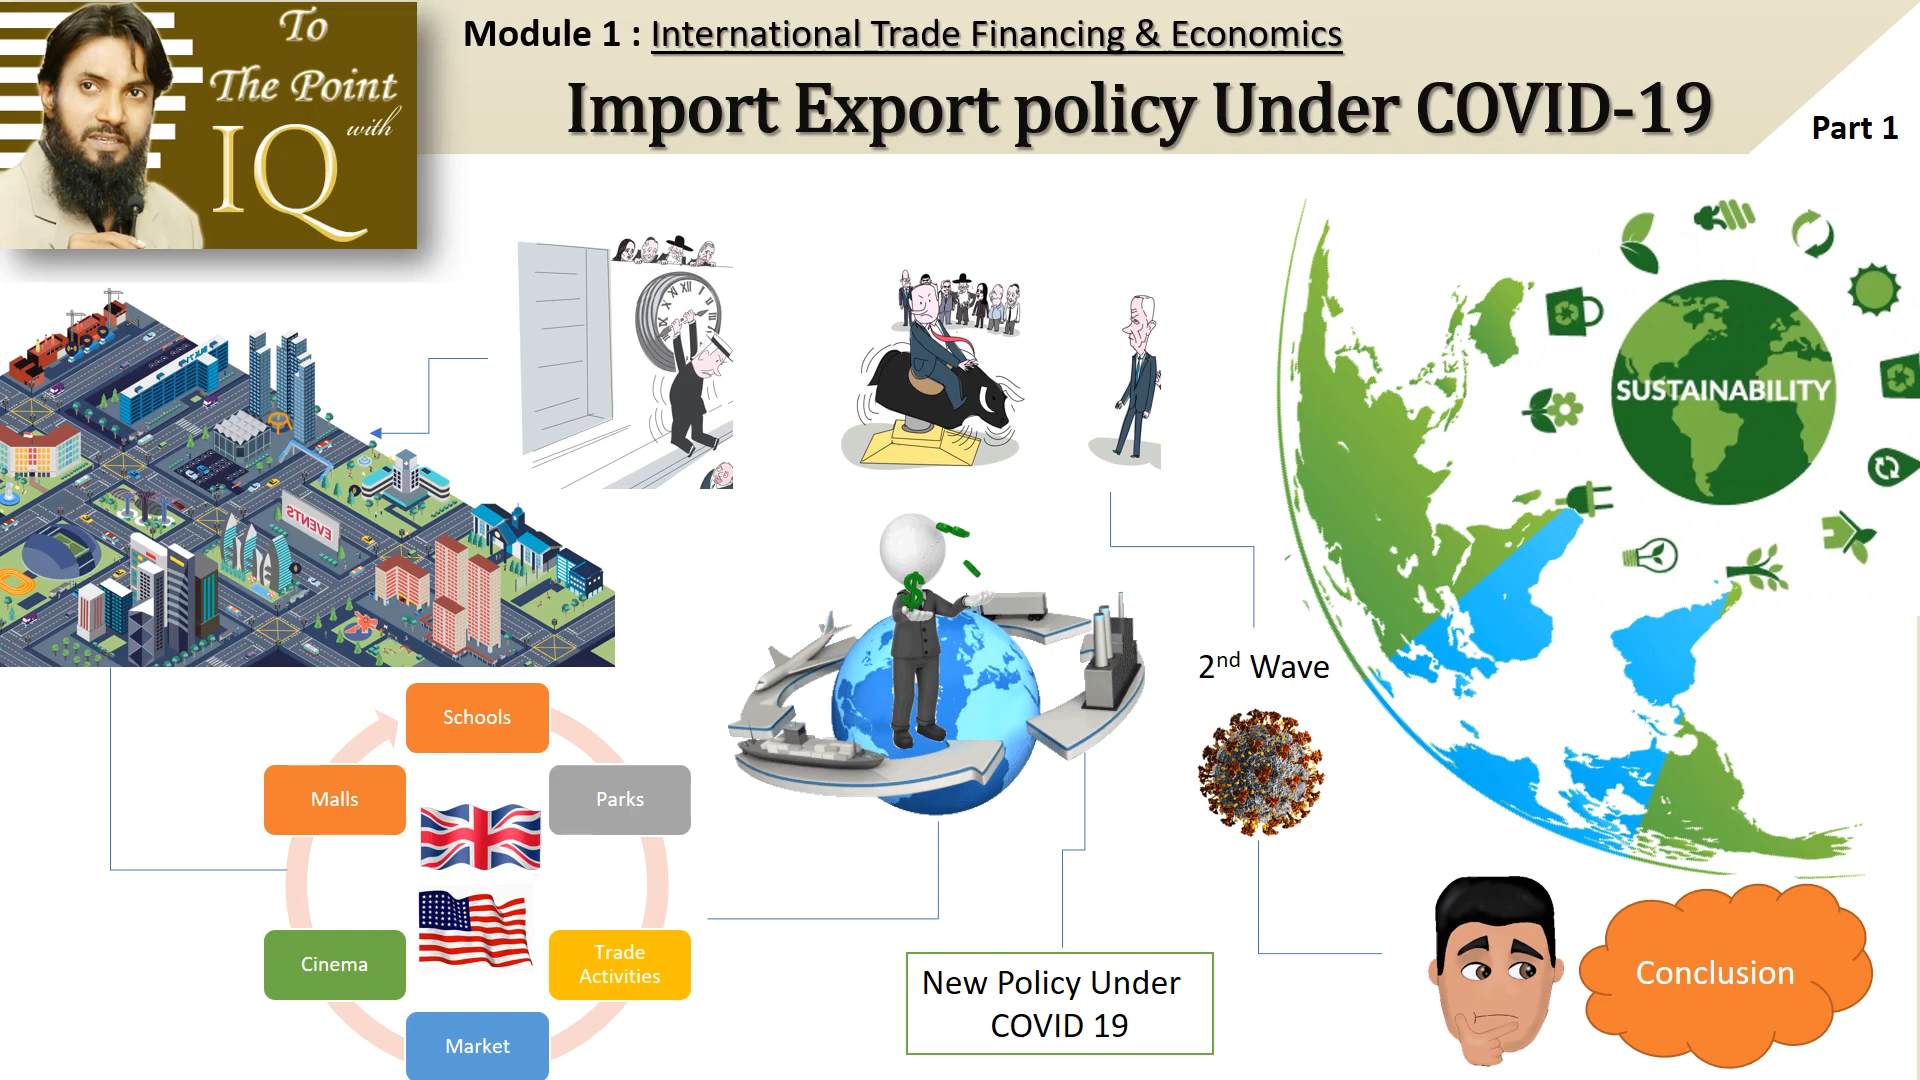 To
The Point
with
IQ
Module 1 : International Trade Financing & Economics
Import Export policy Under COVID-19
Part 1
SUSTAINABILITY
EVENTS
2nd Wave
Schools
Malls
Parks
Cinema
Trade
Activities
Market
New Policy Under
COVID 19
Conclusion